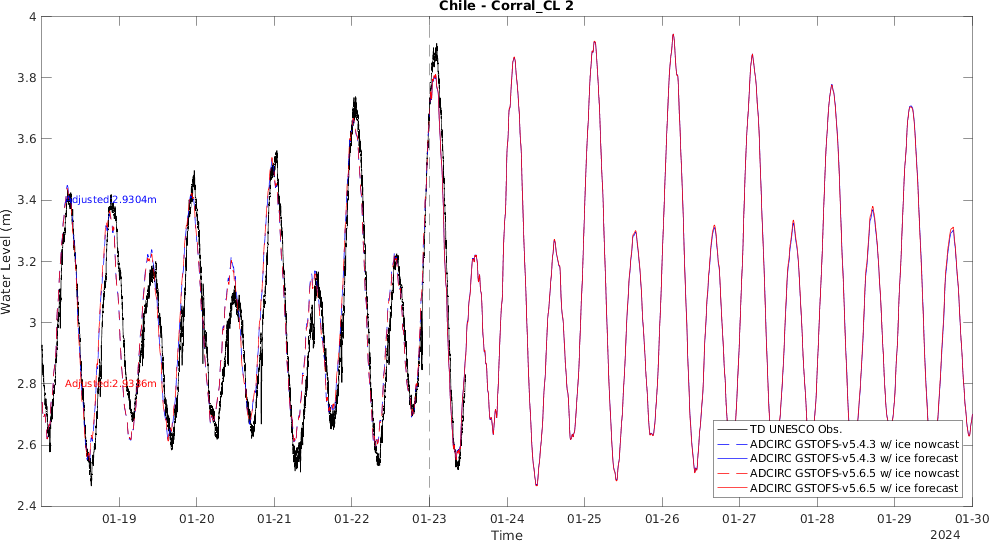 Chile - Corral_CL 2
4
3.8
3.6
3.4
3.2
3
2.8
2.6
2.4
Water Level (m)
Adjusted:2.9304m
Adjusted:2.9336m
TD UNESCO Obs.
ADCIRC GSTOFS-v5.4.3 w/ ice nowcast
ADCIRC GSTOFS-v5.4.3 w/ ice forecast
ADCIRC GSTOFS-v5.6.5 w/ ice nowcast
ADCIRC GSTOFS-v5.6.5 w/ ice forecast
01-19 01-20 01-21 01-22 01-23 01-24 01-25 01-26 01-27 01-28 01-29 01-30
Time
2024